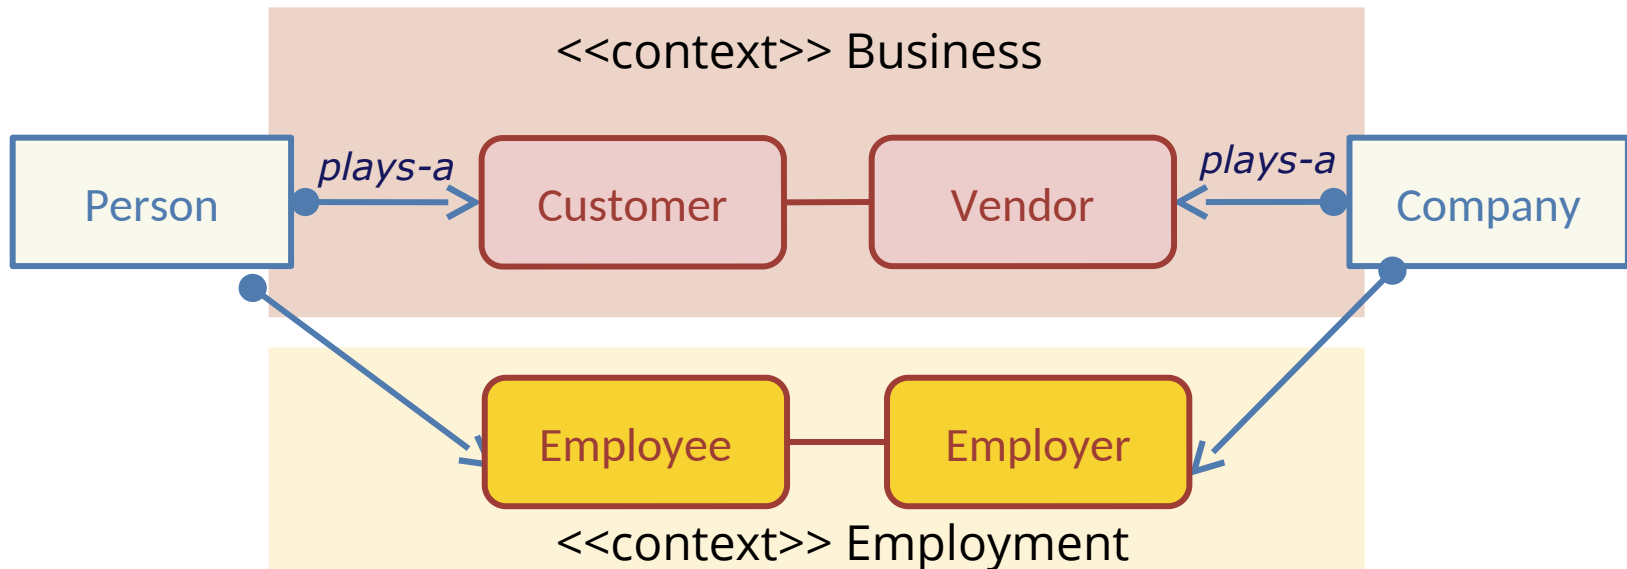 <<context>> Business
plays-a
plays-a
Person
Customer
Vendor
Company
Employee
Employer
<<context>> Employment